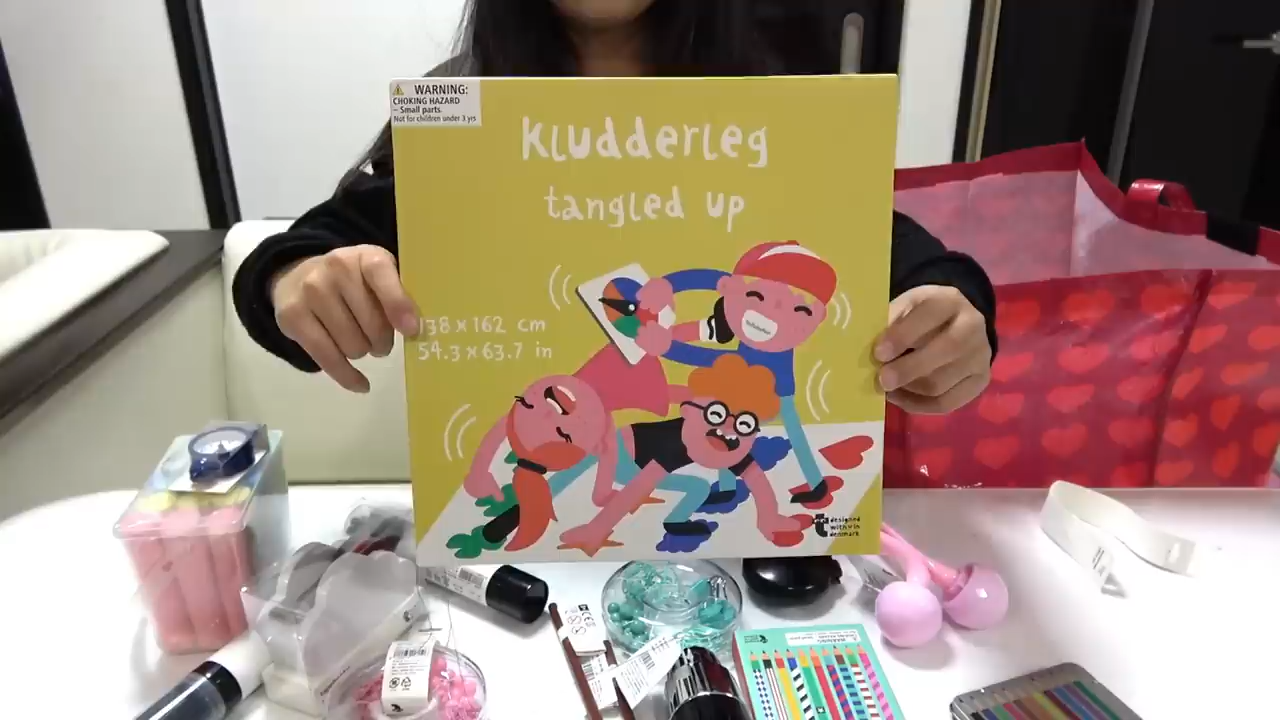 WARNING:
CHOKING HAZARD
– Small parts.
Not for children under 3 yrs
Kludderleg
tangled up
138 x 162 cm
54.3 x 63.7 in
designed
with in
denmark